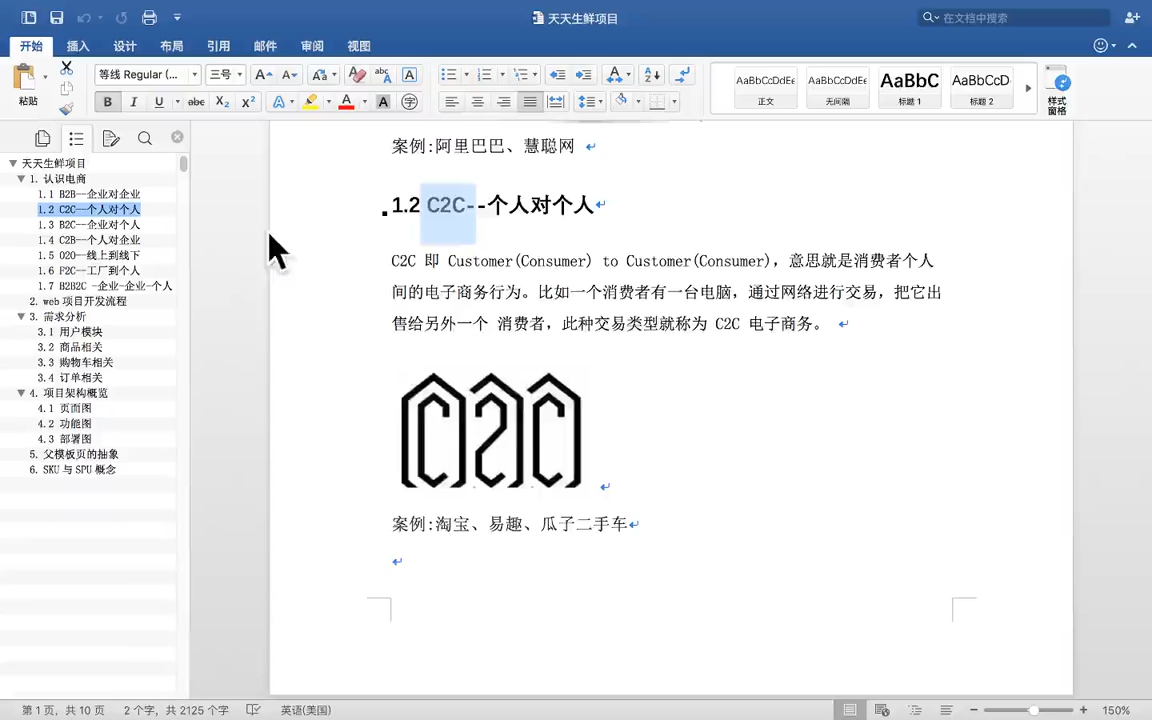 天天生鲜项目
在文档中搜索
开始 插入 设计 布局 引用 邮件 审阅 视图
粘贴
等线 Regular (...
三号
正文
无间隔
标题 1
标题 2
样式
窗格
天天生鲜项目
1. 认识电商
1.1 B2B--企业对企业
1.2 C2C--个人对个人
1.3 B2C--企业对个人
1.4 C2B--个人对企业
1.5 O2O--线上到线下
1.6 F2C--工厂到个人
1.7 B2B2C -企业-企业-个人
2. web项目开发流程
3. 需求分析
3.1 用户模块
3.2 商品相关
3.3 购物车相关
3.4 订单相关
4. 项目架构概览
4.1 页面图
4.2 功能图
4.3 部署图
5. 父模板页的抽象
6. SKU 与 SPU 概念
案例:阿里巴巴、慧聪网
1.2 C2C--个人对个人
C2C 即 Customer(Consumer) to Customer(Consumer)，意思就是消费者个人
间的电子商务行为。比如一个消费者有一台电脑，通过网络进行交易，把它出
售给另外一个 消费者，此种交易类型就称为 C2C 电子商务。
C2C
案例:淘宝、易趣、瓜子二手车
第 1 页，共 10 页 2 个字，共 2125 个字 英语(美国) 150%